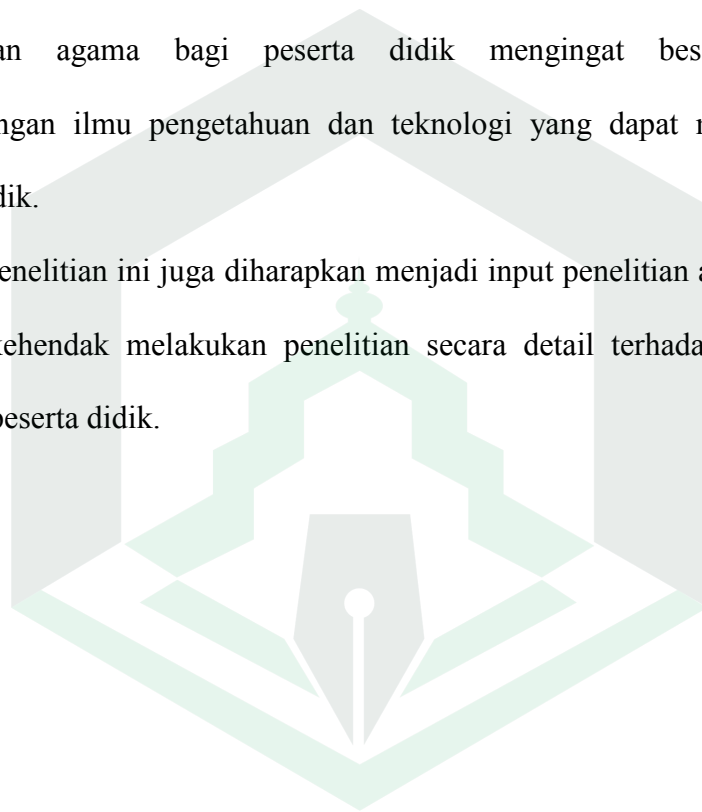 an agama bagi peserta didik mengingat bes
ngan ilmu pengetahuan dan teknologi yang dapat
dik.
enelitian ini juga diharapkan menjadi input penelitian a
kehendak melakukan penelitian secara detail terhada
peserta didik.